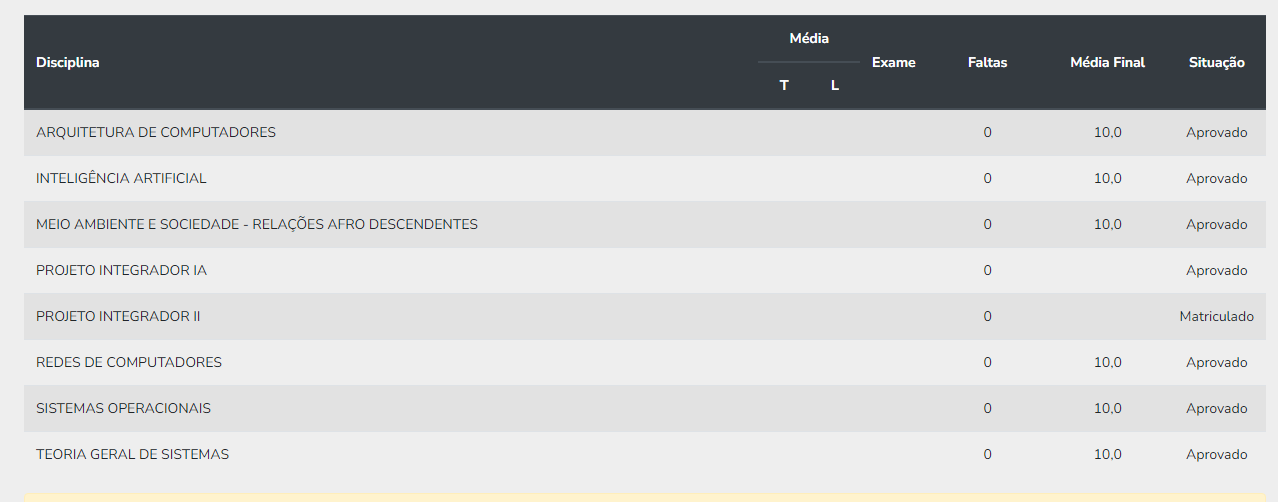 Disciplina Média Exame Faltas Média Final Situação
T L
ARQUITETURA DE COMPUTADORES 0 10,0 Aprovado
INTELIGÊNCIA ARTIFICIAL 0 10,0 Aprovado
MEIO AMBIENTE E SOCIEDADE - RELAÇÕES AFRO DESCENDENTES 0 10,0 Aprovado
PROJETO INTEGRADOR IA 0 Aprovado
PROJETO INTEGRADOR II 0 Matriculado
REDES DE COMPUTADORES 0 10,0 Aprovado
SISTEMAS OPERACIONAIS 0 10,0 Aprovado
TEORIA GERAL DE SISTEMAS 0 10,0 Aprovado